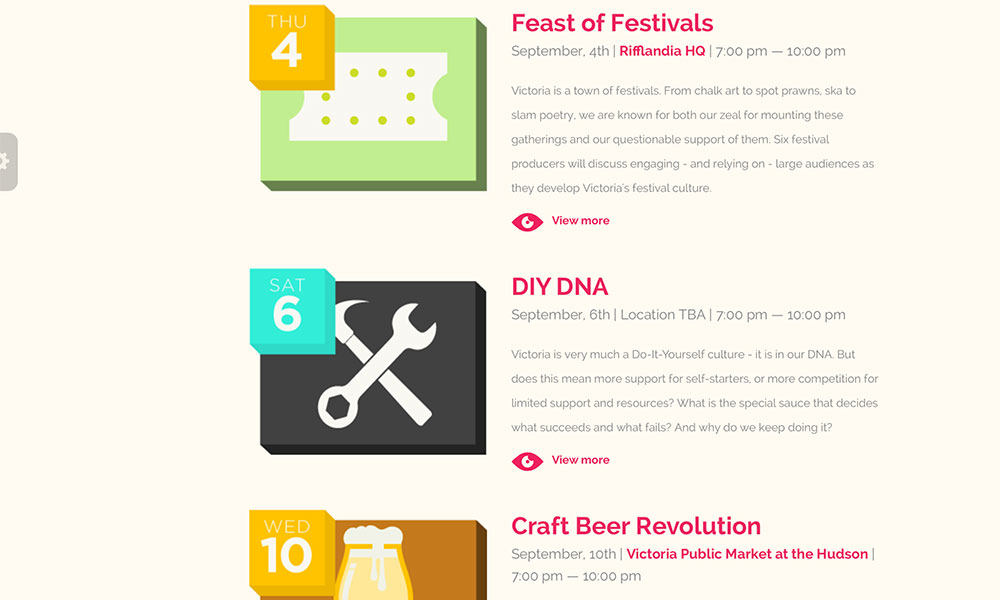 THU
4
Feast of Festivals
September, 4th | Rifflandia HQ | 7:00 pm — 10:00 pm
Victoria is a town of festivals. From chalk art to spot prawns, ska to
slam poetry, we are known for both our zeal for mounting these
gatherings and our questionable support of them. Six festival
producers will discuss engaging - and relying on - large audiences as
they develop Victoria's festival culture.
View more
SAT
6
DIY DNA
September, 6th | Location TBA | 7:00 pm — 10:00 pm
Victoria is very much a Do-It-Yourself culture - it is in our DNA. But
does this mean more support for self-starters, or more competition for
limited support and resources? What is the special sauce that decides
what succeeds and what fails? And why do we keep doing it?
View more
WED
10
Craft Beer Revolution
September, 10th | Victoria Public Market at the Hudson |
7:00 pm — 10:00 pm